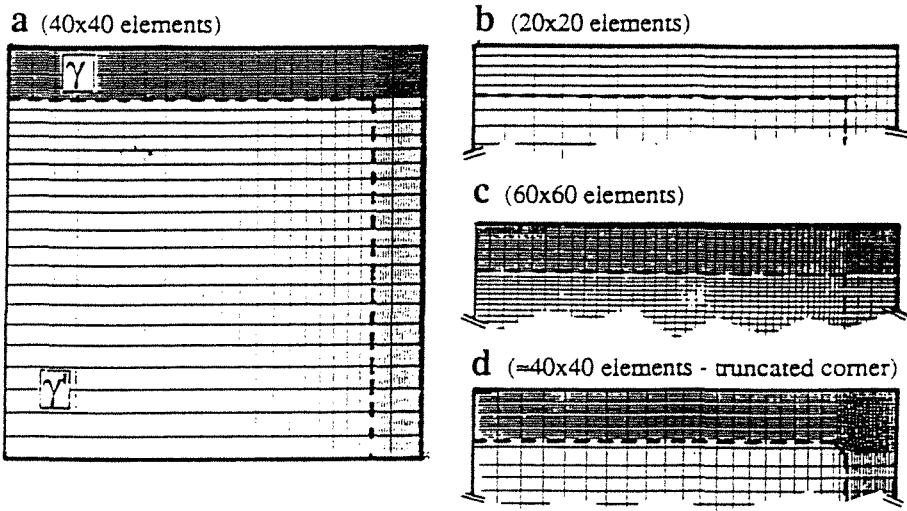 a (40x40 elements)
γ
γ'
b (20x20 elements)
c (60x60 elements)
d (=40x40 elements - truncated corner)